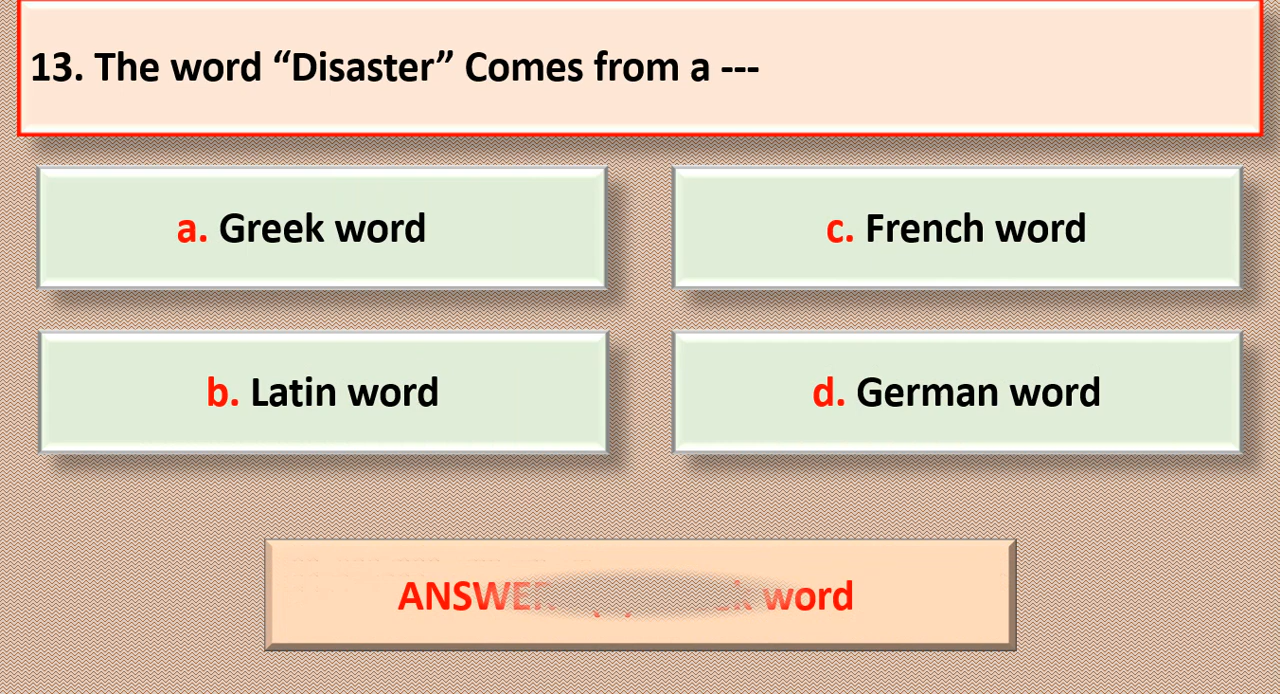 13. The word “Disaster” Comes from a ---
a. Greek word
c. French word
b. Latin word
d. German word
ANSWER word